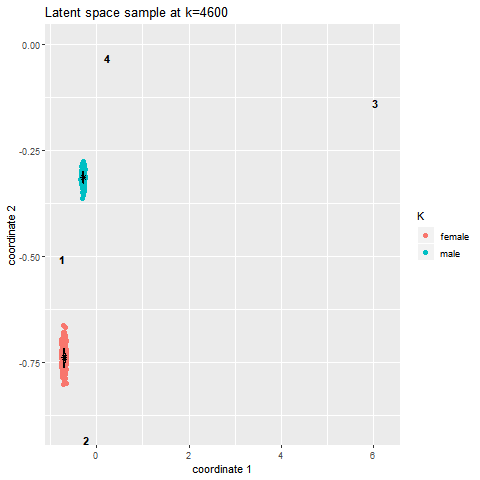 Latent space sample at k=4600
0.00
4
3
-0.25
coordinate 2
K
female
male
-0.50
1
-0.75
2
0
2
4
6
coordinate 1